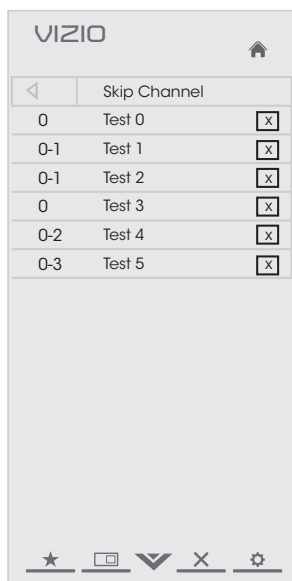 VIZIO
Skip Channel
0 Test 0 x
0-1 Test 1 x
0-1 Test 2 x
0 Test 3 x
0-2 Test 4 x
0-3 Test 5 x